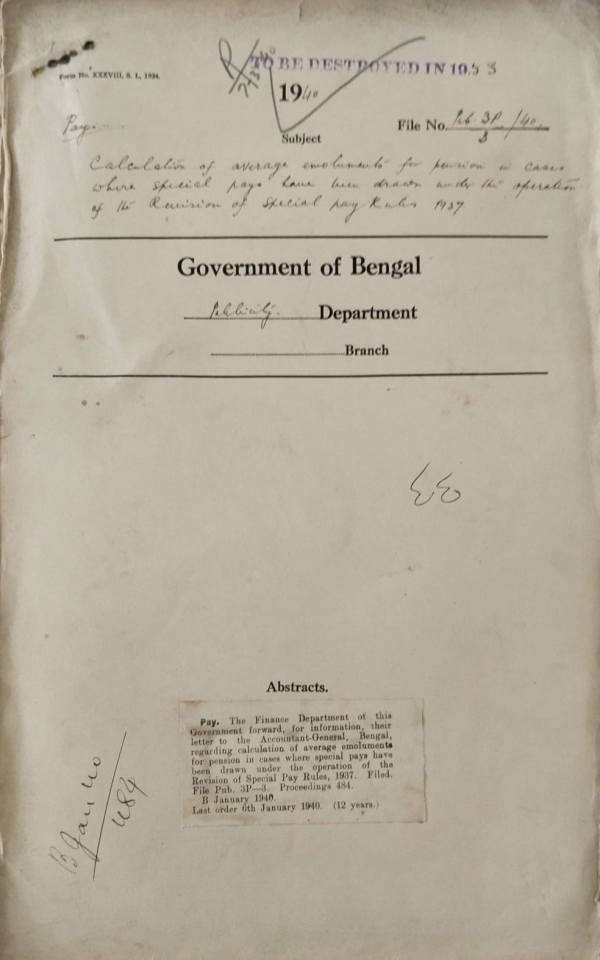 TO BE DESTROYED IN 1953
Form No. XXXVIII, S. I., 1934.
1940
Pay.
File No. Pub. 3P/40
3
Subject
Calculation of average emoluments for pension in cases
where special pays have been drawn under the operation
of the Revision of Special pay Rules 1937
Government of Bengal
Publicity. Department
Branch
Abstracts.
Pay. The Finance Department of this
Government forward, for information, their
letter to the Accountant-General, Bengal,
regarding calculation of average emoluments
for pension in cases where special pays have
been drawn under the operation of the
Revision of Special Pay Rules, 1937. Filed.
File Pub. 3P—3. Proceedings 484.
B January 1940.
Last order 6th January 1940. (12 years.)
B Jan 40
484